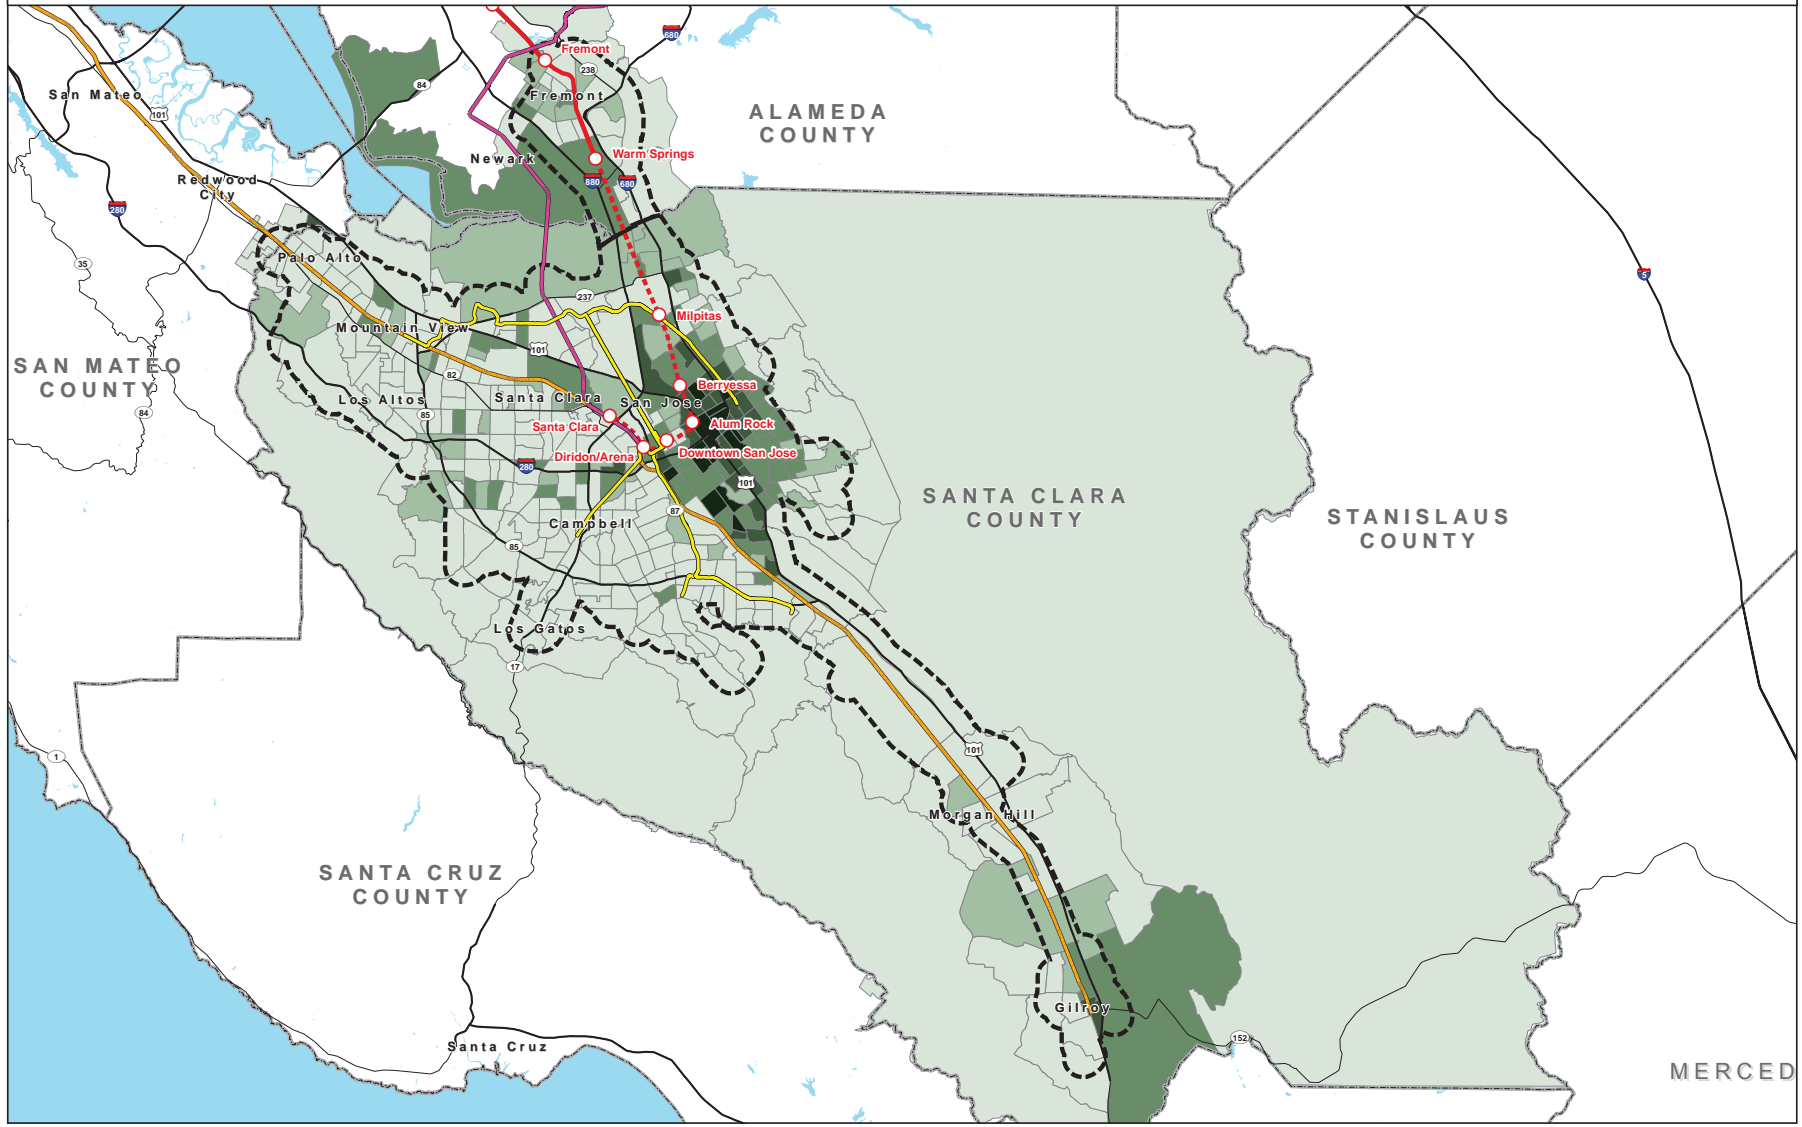 680
Fremont
238
84
San Mateo
Fremont
101
ALAMEDA
COUNTY
Newark
Warm Springs
Redwood
City
880
680
280
35
Palo Alto
5
237
Milpitas
Mountain View
101
SAN MATEO
COUNTY
82
Berryessa
Los Altos
Santa Clara
San Jose
84
85
Santa Clara
Alum Rock
Diridon/Arena
Downtown San Jose
280
101
SANTA CLARA
COUNTY
87
STANISLAUS
COUNTY
Campbell
85
Los Gatos
17
101
1
Morgan Hill
SANTA CRUZ
COUNTY
Gilroy
152
Santa Cruz
MERCED